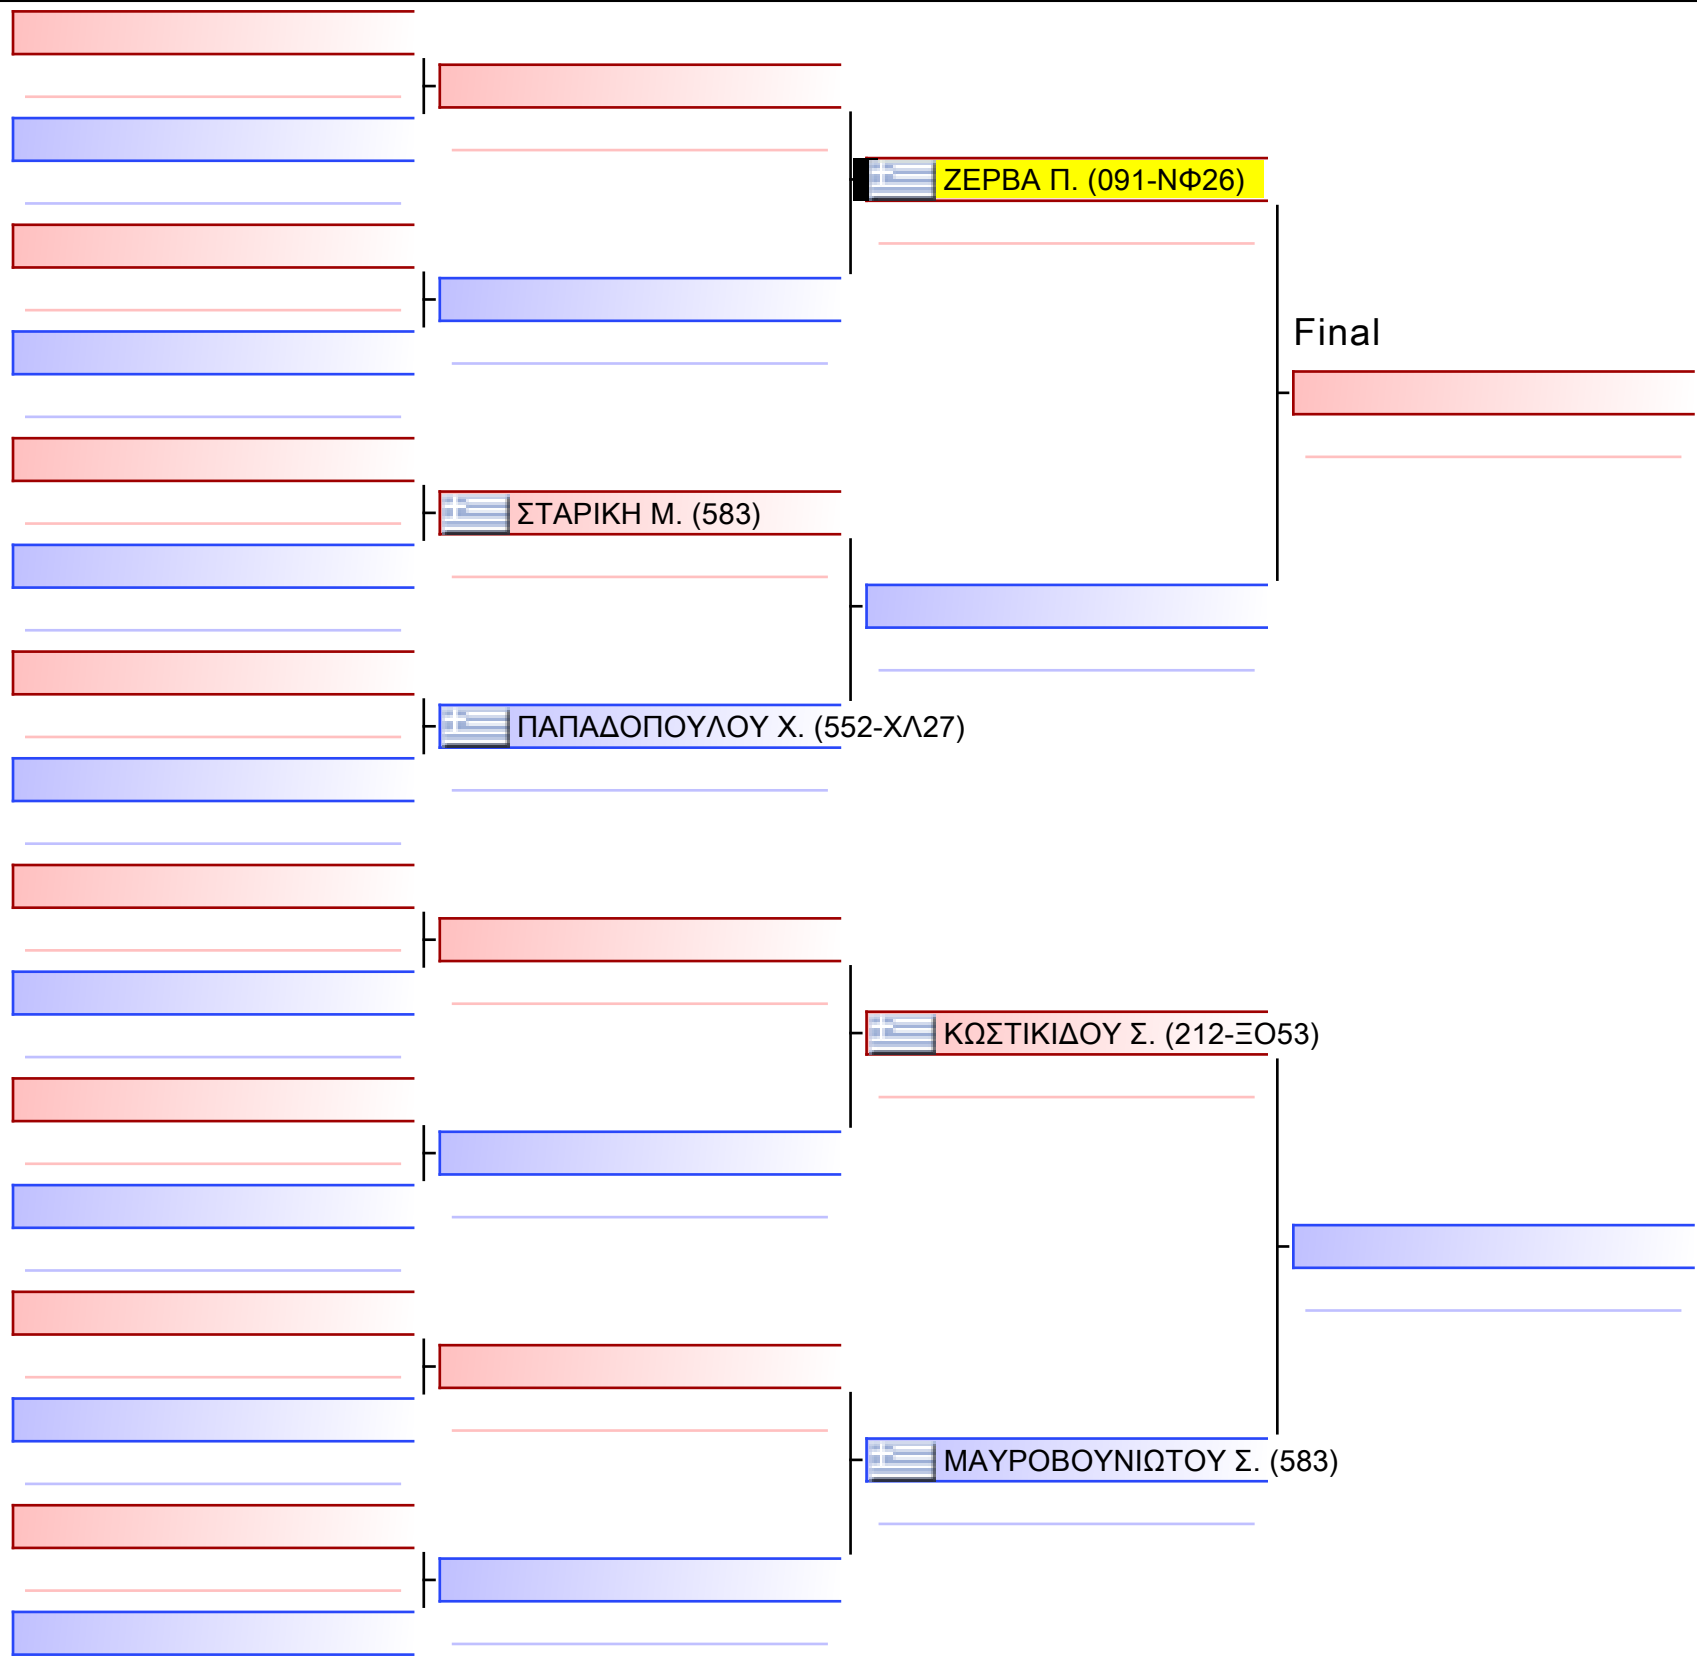 ΖΕΡΒΑ Π. (091-ΝΦ26)
Final
ΣΤΑΡΙΚΗ Μ. (583)
ΠΑΠΑΔΟΠΟΥΛΟΥ Χ. (552-ΧΛ27)
ΚΩΣΤΙΚΙΔΟΥ Σ. (212-ΞΟ53)
ΜΑΥΡΟΒΟΥΝΙΩΤΟΥ Σ. (583)